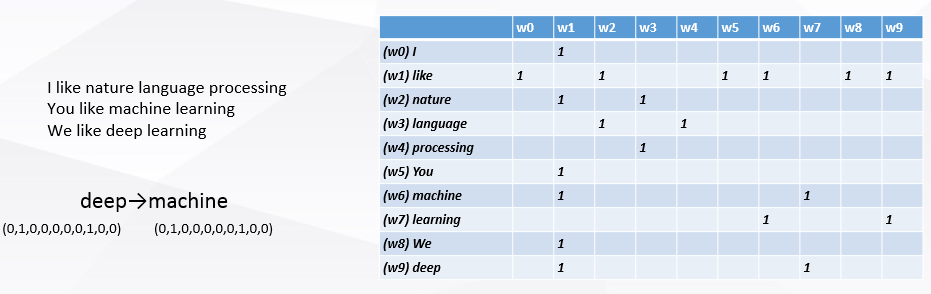 I like nature language processing
You like machine learning
We like deep learning
deep→machine
(0,1,0,0,0,0,0,1,0,0) (0,1,0,0,0,0,0,1,0,0)
w0 w1 w2 w3 w4 w5 w6 w7 w8 w9
(w0) I 1
(w1) like 1 1 1 1 1 1
(w2) nature 1 1
(w3) language 1 1
(w4) processing 1
(w5) You 1
(w6) machine 1 1
(w7) learning 1 1
(w8) We 1
(w9) deep 1 1